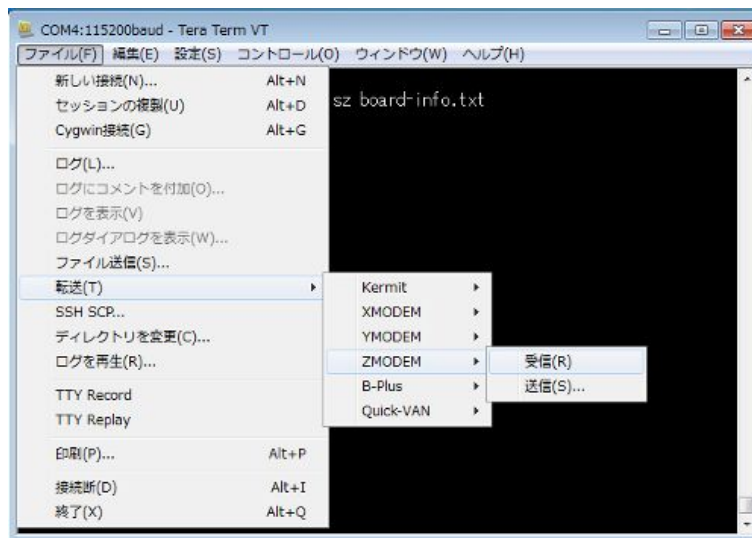 COM4:115200baud - Tera Term VT
ファイル(F) 編集(E) 設定(S) コントロール(O) ウィンドウ(W) ヘルプ(H)
新しい接続(N)... Alt+N
セッションの複製(U) Alt+D
Cygwin接続(G) Alt+G
sz board-info.txt
ログ(L)...
ログにコメントを付加(O)...
ログを表示(V)
ログダイアログを表示(W)...
ファイル送信(S)...
転送(T)
SSH SCP...
ディレクトリを変更(C)...
ログを再生(R)...
TTY Record
TTY Replay
印刷(P)... Alt+P
接続断(D) Alt+I
終了(X) Alt+Q
Kermit
XMODEM
YMODEM
ZMODEM
B-Plus
Quick-VAN
受信(R)
送信(S)...